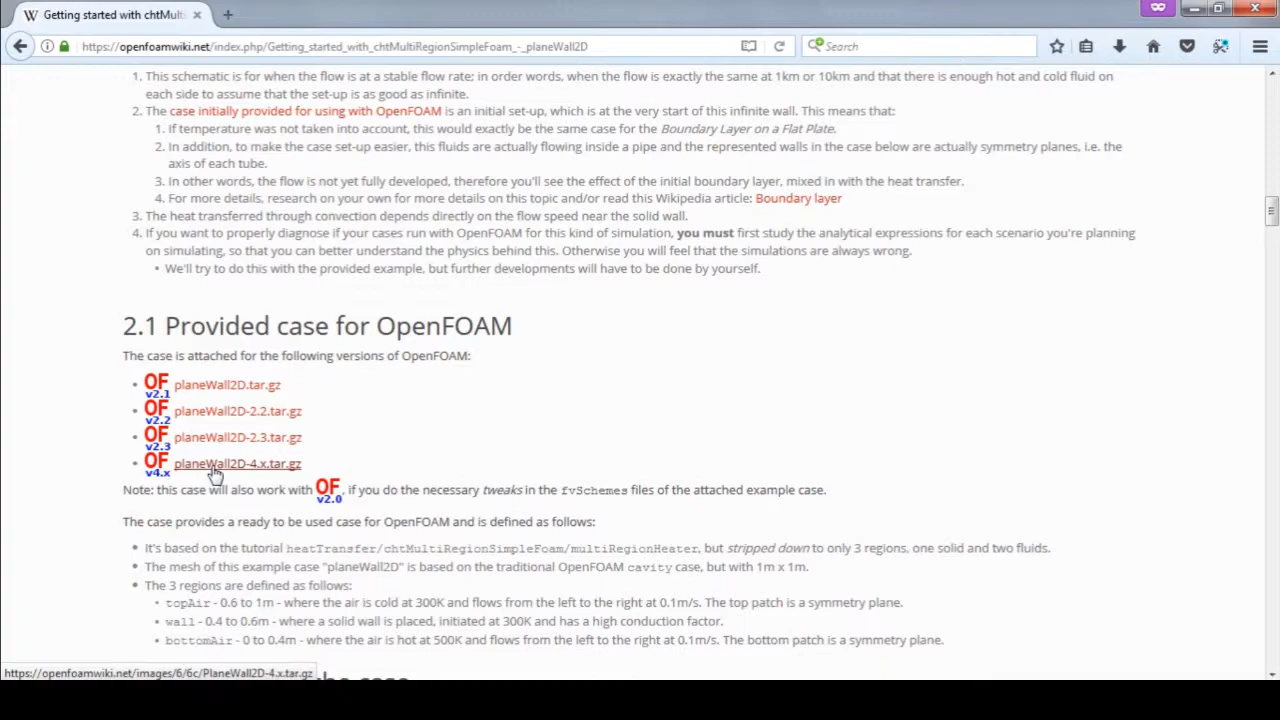 Getting started with chtMulti
https://openfoamwiki.net/index.php/Getting_started_with_chtMultiRegionSimpleFoam_-_planeWall2D
Search
1. This schematic is for when the flow is at a stable flow rate; in order words, when the flow is exactly the same at 1km or 10km and that there is enough hot and cold fluid on
each side to assume that the set-up is as good as infinite.
2. The case initially provided for using with OpenFOAM is an initial set-up, which is at the very start of this infinite wall. This means that:
1. If temperature was not taken into account, this would exactly be the same case for the Boundary Layer on a Flat Plate.
2. In addition, to make the case set-up easier, this fluids are actually flowing inside a pipe and the represented walls in the case below are actually symmetry planes, i.e. the
axis of each tube.
3. In other words, the flow is not yet fully developed, therefore you'll see the effect of the initial boundary layer, mixed in with the heat transfer.
4. For more details, research on your own for more details on this topic and/or read this Wikipedia article: Boundary layer
3. The heat transferred through convection depends directly on the flow speed near the solid wall.
4. If you want to properly diagnose if your cases run with OpenFOAM for this kind of simulation, you must first study the analytical expressions for each scenario you're planning
on simulating, so that you can better understand the physics behind this. Otherwise you will feel that the simulations are always wrong.
• We'll try to do this with the provided example, but further developments will have to be done by yourself.
2.1 Provided case for OpenFOAM
The case is attached for the following versions of OpenFOAM:
• OF v2.1 planeWall2D.tar.gz
• OF v2.2 planeWall2D-2.2.tar.gz
• OF v2.3 planeWall2D-2.3.tar.gz
• OF v4.x planeWall2D-4.x.tar.gz
Note: this case will also work with OF v2.0, if you do the necessary tweaks in the fvSchemes files of the attached example case.
The case provides a ready to be used case for OpenFOAM and is defined as follows:
• It's based on the tutorial heatTransfer/chtMultiRegionSimpleFoam/multiRegionHeater, but stripped down to only 3 regions, one solid and two fluids.
• The mesh of this example case "planeWall2D" is based on the traditional OpenFOAM cavity case, but with 1m x 1m.
• The 3 regions are defined as follows:
• topAir - 0.6 to 1m - where the air is cold at 300K and flows from the left to the right at 0.1m/s. The top patch is a symmetry plane.
• wall - 0.4 to 0.6m - where a solid wall is placed, initiated at 300K and has a high conduction factor.
• bottomAir - 0 to 0.4m - where the air is hot at 500K and flows from the left to the right at 0.1m/s. The bottom patch is a symmetry plane.
https://openfoamwiki.net/images/6/6c/PlaneWall2D-4.x.tar.gz